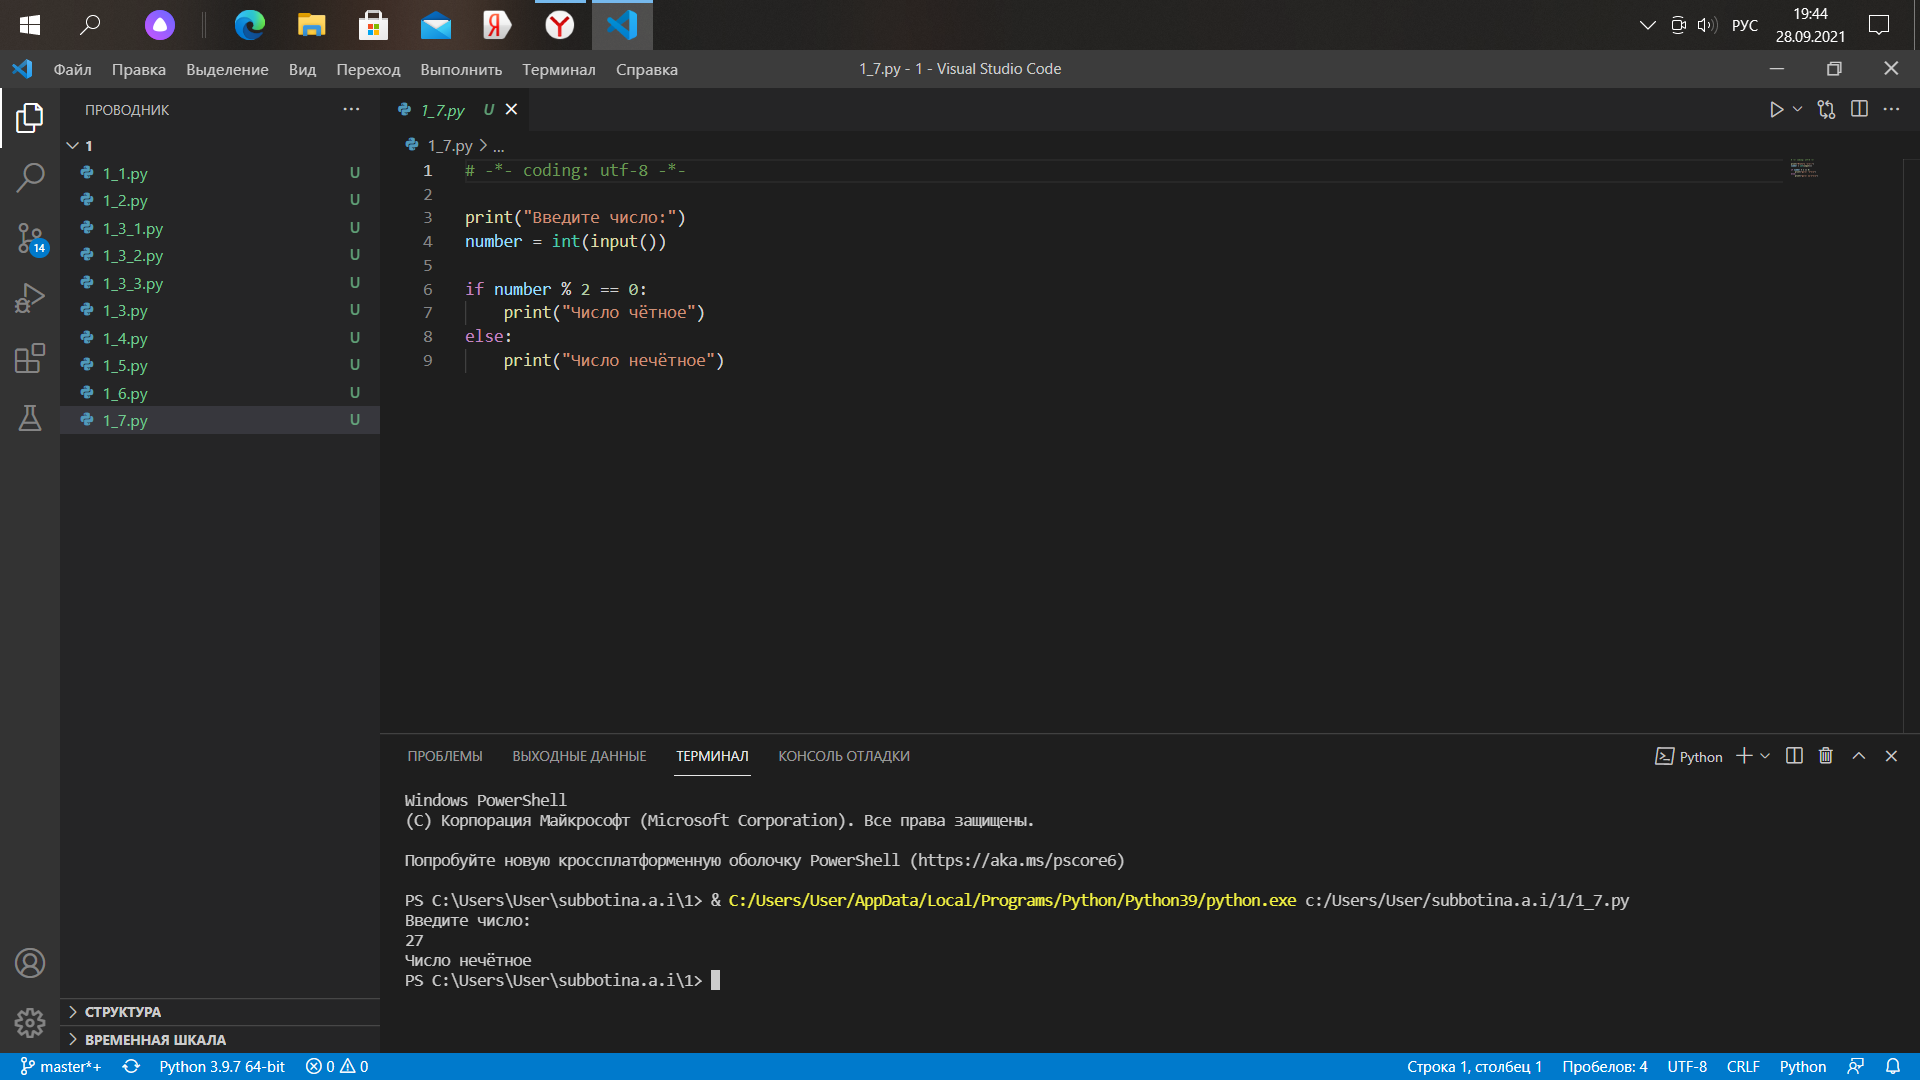 19:44
РУС
28.09.2021
Файл Правка Выделение Вид Переход Выполнить Терминал Справка
1_7.py - 1 - Visual Studio Code
ПРОВОДНИК
1_7.py U
1
1_7.py > ...
1_1.py U
1_2.py U
1_3_1.py U
1_3_2.py U
1_3_3.py U
1_3.py U
1_4.py U
1_5.py U
1_6.py U
1_7.py U
14
1 # -*- coding: utf-8 -*-
2
3 print("Введите число:")
4 number = int(input())
5
6 if number % 2 == 0:
7 print("Число чётное")
8 else:
9 print("Число нечётное")
ПРОБЛЕМЫ ВЫХОДНЫЕ ДАННЫЕ ТЕРМИНАЛ КОНСОЛЬ ОТЛАДКИ
Python
Windows PowerShell
(C) Корпорация Майкрософт (Microsoft Corporation). Все права защищены.
Попробуйте новую кроссплатформенную оболочку PowerShell (https://aka.ms/pscore6)
PS C:\Users\User\subbotina.a.i\1> & C:/Users/User/AppData/Local/Programs/Python/Python39/python.exe c:/Users/User/subbotina.a.i/1/1_7.py
Введите число:
27
Число нечётное
PS C:\Users\User\subbotina.a.i\1>
СТРУКТУРА
ВРЕМЕННАЯ ШКАЛА
master*+ Python 3.9.7 64-bit 0 0
Строка 1, столбец 1 Пробелов: 4 UTF-8 CRLF Python